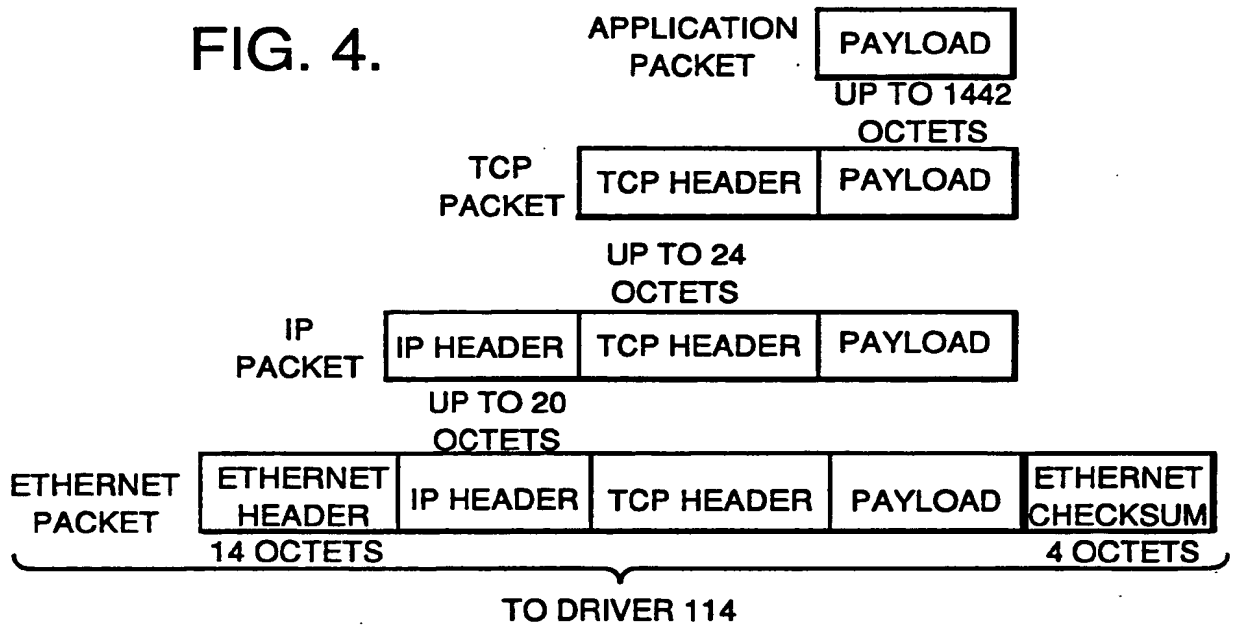 FIG. 4.
APPLICATION
PACKET
PAYLOAD
UP TO 1442
OCTETS
TCP
PACKET
TCP HEADER
PAYLOAD
UP TO 24
OCTETS
IP
PACKET
IP HEADER
TCP HEADER
PAYLOAD
UP TO 20
OCTETS
ETHERNET
PACKET
ETHERNET
HEADER
IP HEADER
TCP HEADER
PAYLOAD
ETHERNET
CHECKSUM
14 OCTETS
4 OCTETS
TO DRIVER 114